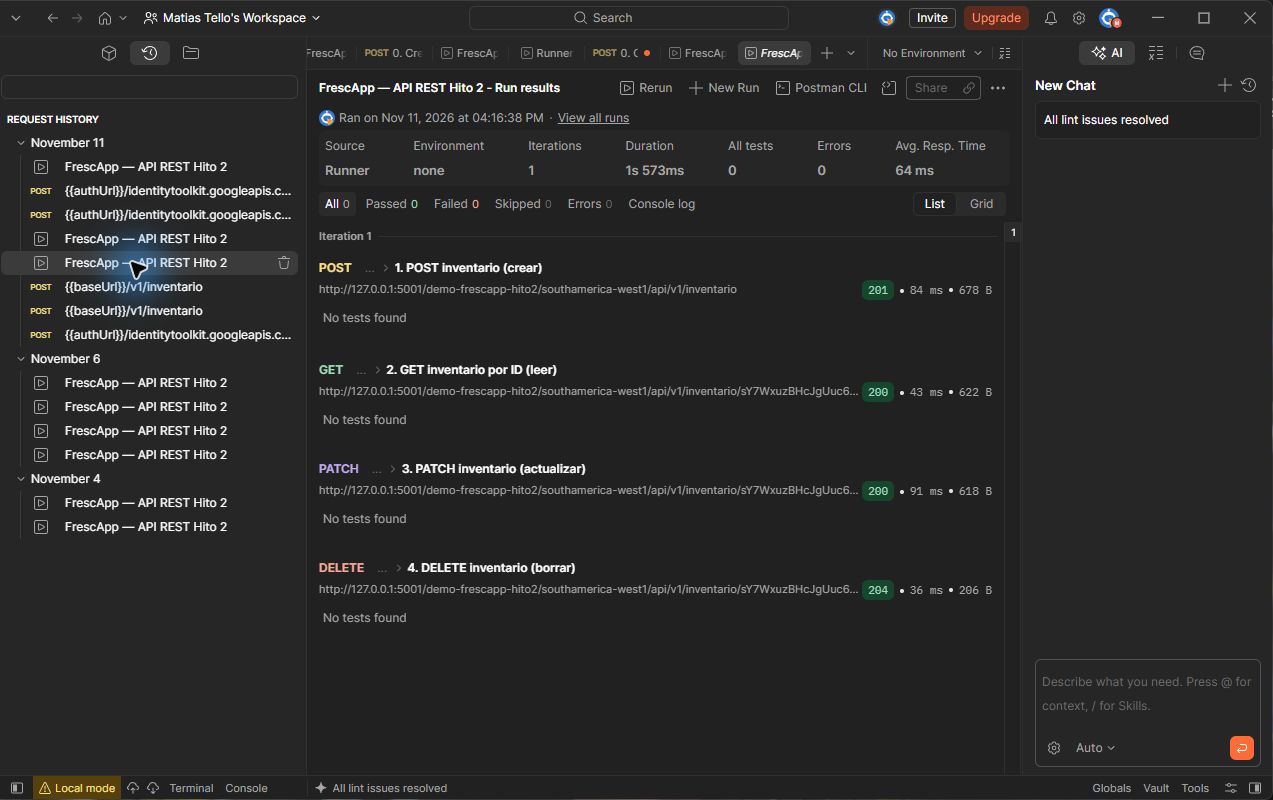 Matias Tello's Workspace
Search
Invite
Upgrade
FrescAp
POST 0. Cre
FrescAp
Runner
POST 0. C
FrescAp
FrescAp
No Environment
AI
FrescApp — API REST Hito 2 - Run results
Rerun
New Run
Postman CLI
Share
New Chat
REQUEST HISTORY
Ran on Nov 11, 2026 at 04:16:38 PM · View all runs
All lint issues resolved
November 11
FrescApp — API REST Hito 2
POST {{authUrl}}/identitytoolkit.googleapis.c...
POST {{authUrl}}/identitytoolkit.googleapis.c...
FrescApp — API REST Hito 2
FrescApp — API REST Hito 2
POST {{baseUrl}}/v1/inventario
POST {{baseUrl}}/v1/inventario
POST {{authUrl}}/identitytoolkit.googleapis.c...
November 6
FrescApp — API REST Hito 2
FrescApp — API REST Hito 2
FrescApp — API REST Hito 2
FrescApp — API REST Hito 2
November 4
FrescApp — API REST Hito 2
FrescApp — API REST Hito 2
Source Environment Iterations Duration All tests Errors Avg. Resp. Time
Runner none 1 1s 573ms 0 0 64 ms
All 0 Passed 0 Failed 0 Skipped 0 Errors 0 Console log List Grid
Iteration 1
1
POST ... > 1. POST inventario (crear)
http://127.0.0.1:5001/demo-frescapp-hito2/southamerica-west1/api/v1/inventario 201 • 84 ms • 678 B
No tests found
GET ... > 2. GET inventario por ID (leer)
http://127.0.0.1:5001/demo-frescapp-hito2/southamerica-west1/api/v1/inventario/sY7WxuzBHcJgUuc6... 200 • 43 ms • 622 B
No tests found
PATCH ... > 3. PATCH inventario (actualizar)
http://127.0.0.1:5001/demo-frescapp-hito2/southamerica-west1/api/v1/inventario/sY7WxuzBHcJgUuc6... 200 • 91 ms • 618 B
No tests found
DELETE ... > 4. DELETE inventario (borrar)
http://127.0.0.1:5001/demo-frescapp-hito2/southamerica-west1/api/v1/inventario/sY7WxuzBHcJgUuc6... 204 • 36 ms • 206 B
No tests found
Describe what you need. Press @ for
context, / for Skills.
Auto
Local mode
Terminal
Console
All lint issues resolved
Globals
Vault
Tools